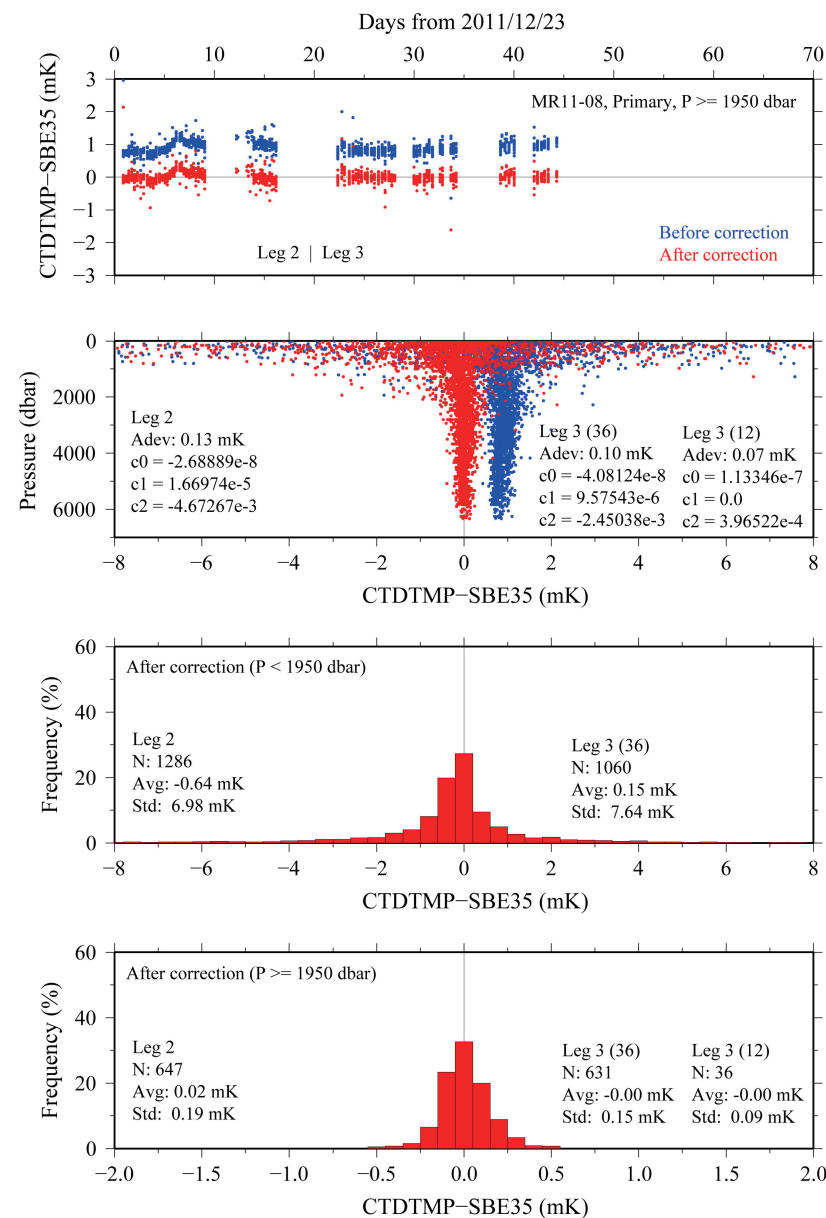 Days from 2011/12/23
0 10 20 30 40 50 60 70
CTDTMP−SBE35 (mK)
3
2
1
0
−1
−2
−3
MR11-08, Primary, P >= 1950 dbar
Before correction
After correction
Leg 2 | Leg 3
Pressure (dbar)
0
2000
4000
6000
Leg 2
Adev: 0.13 mK
c0 = -2.68889e-8
c1 = 1.66974e-5
c2 = -4.67267e-3
Leg 3 (36)
Adev: 0.10 mK
c0 = -4.08124e-8
c1 = 9.57543e-6
c2 = -2.45038e-3
Leg 3 (12)
Adev: 0.07 mK
c0 = 1.13346e-7
c1 = 0.0
c2 = 3.96522e-4
−8 −6 −4 −2 0 2 4 6 8
CTDTMP−SBE35 (mK)
Frequency (%)
60
40
20
0
After correction (P < 1950 dbar)
Leg 2
N: 1286
Avg: -0.64 mK
Std: 6.98 mK
Leg 3 (36)
N: 1060
Avg: 0.15 mK
Std: 7.64 mK
−8 −6 −4 −2 0 2 4 6 8
CTDTMP−SBE35 (mK)
Frequency (%)
60
40
20
0
After correction (P >= 1950 dbar)
Leg 2
N: 647
Avg: 0.02 mK
Std: 0.19 mK
Leg 3 (36)
N: 631
Avg: -0.00 mK
Std: 0.15 mK
Leg 3 (12)
N: 36
Avg: -0.00 mK
Std: 0.09 mK
−2.0 −1.5 −1.0 −0.5 0.0 0.5 1.0 1.5 2.0
CTDTMP−SBE35 (mK)